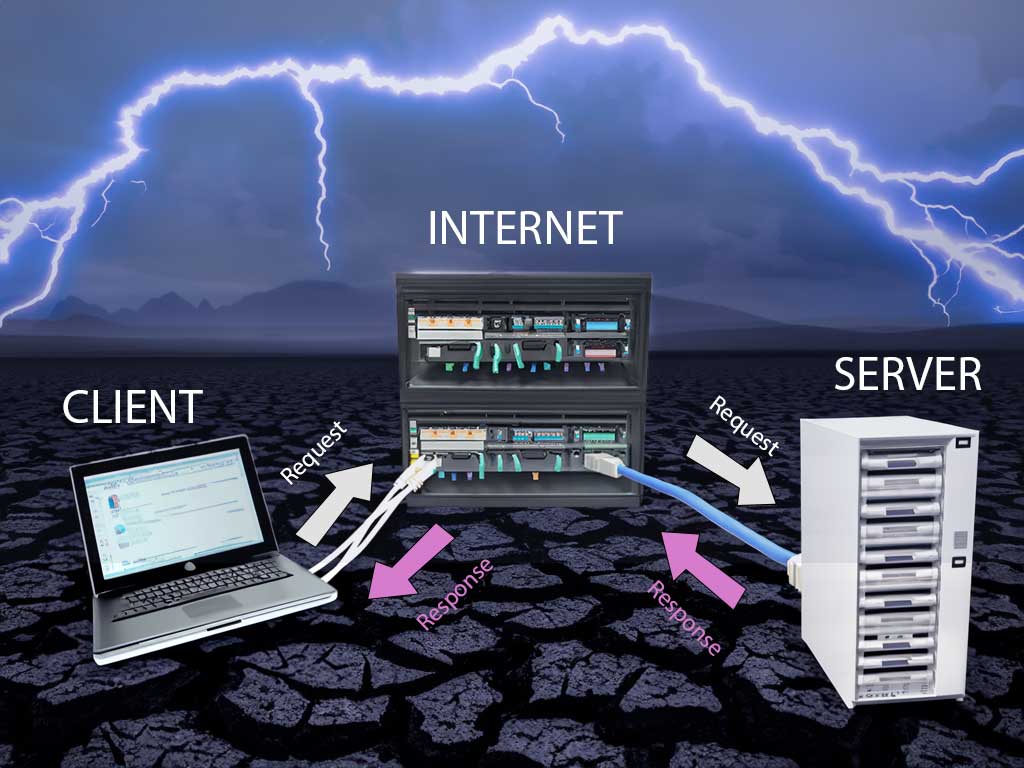 INTERNET
SERVER
CLIENT
Request
Request
Response
Response